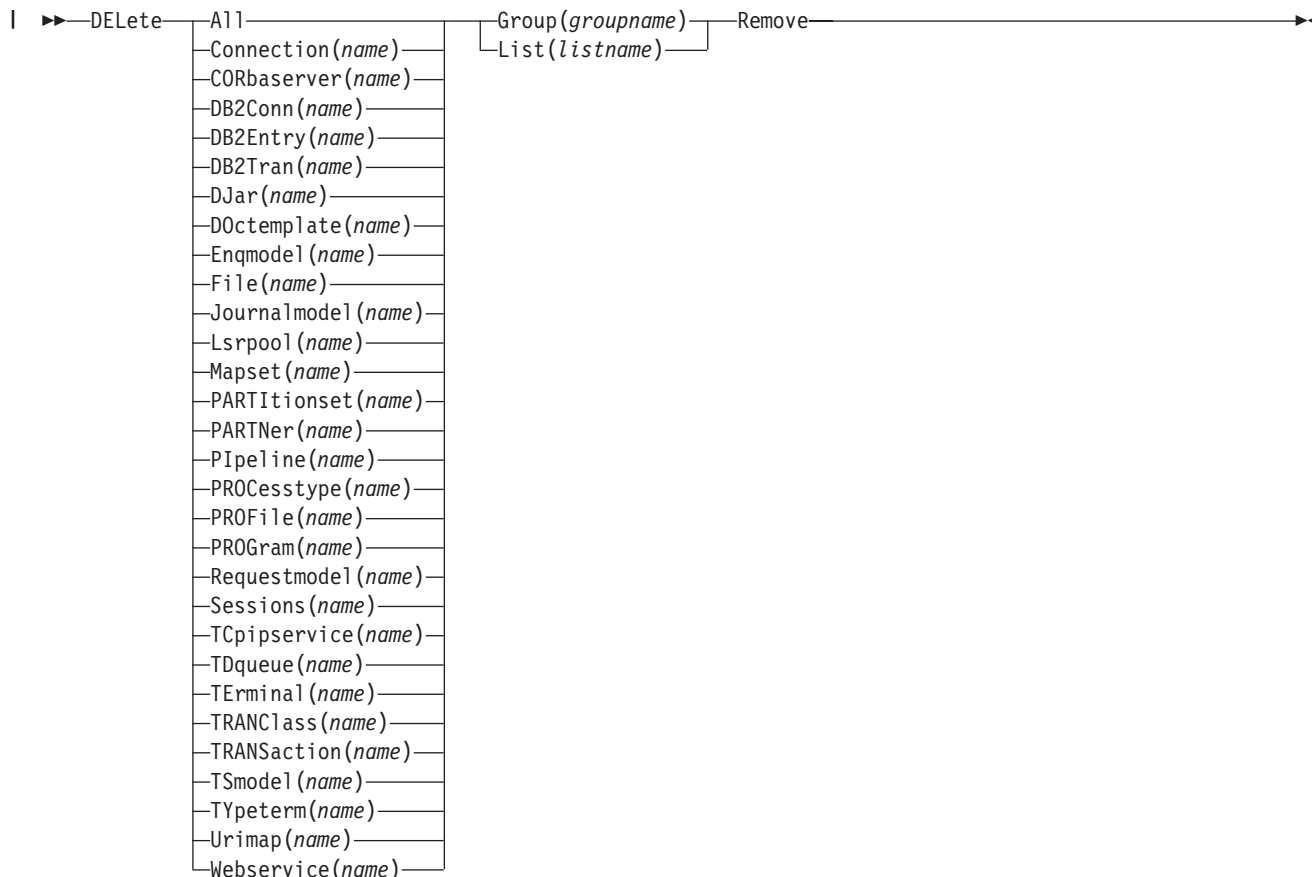 DELete All Group(groupname) Remove
Connection(name) List(listname)
CORbaserver(name)
DB2Conn(name)
DB2Entry(name)
DB2Tran(name)
DJar(name)
DOctemplate(name)
Enqmodel(name)
File(name)
Journalmodel(name)
Lsrpool(name)
Mapset(name)
PARTItionset(name)
PARTNer(name)
PIpeline(name)
PROCesstype(name)
PROFile(name)
PROGram(name)
Requestmodel(name)
Sessions(name)
TCpipservice(name)
TDqueue(name)
TErminal(name)
TRANClass(name)
TRANSaction(name)
TSmodel(name)
TYpeterm(name)
Urimap(name)
Webservice(name)